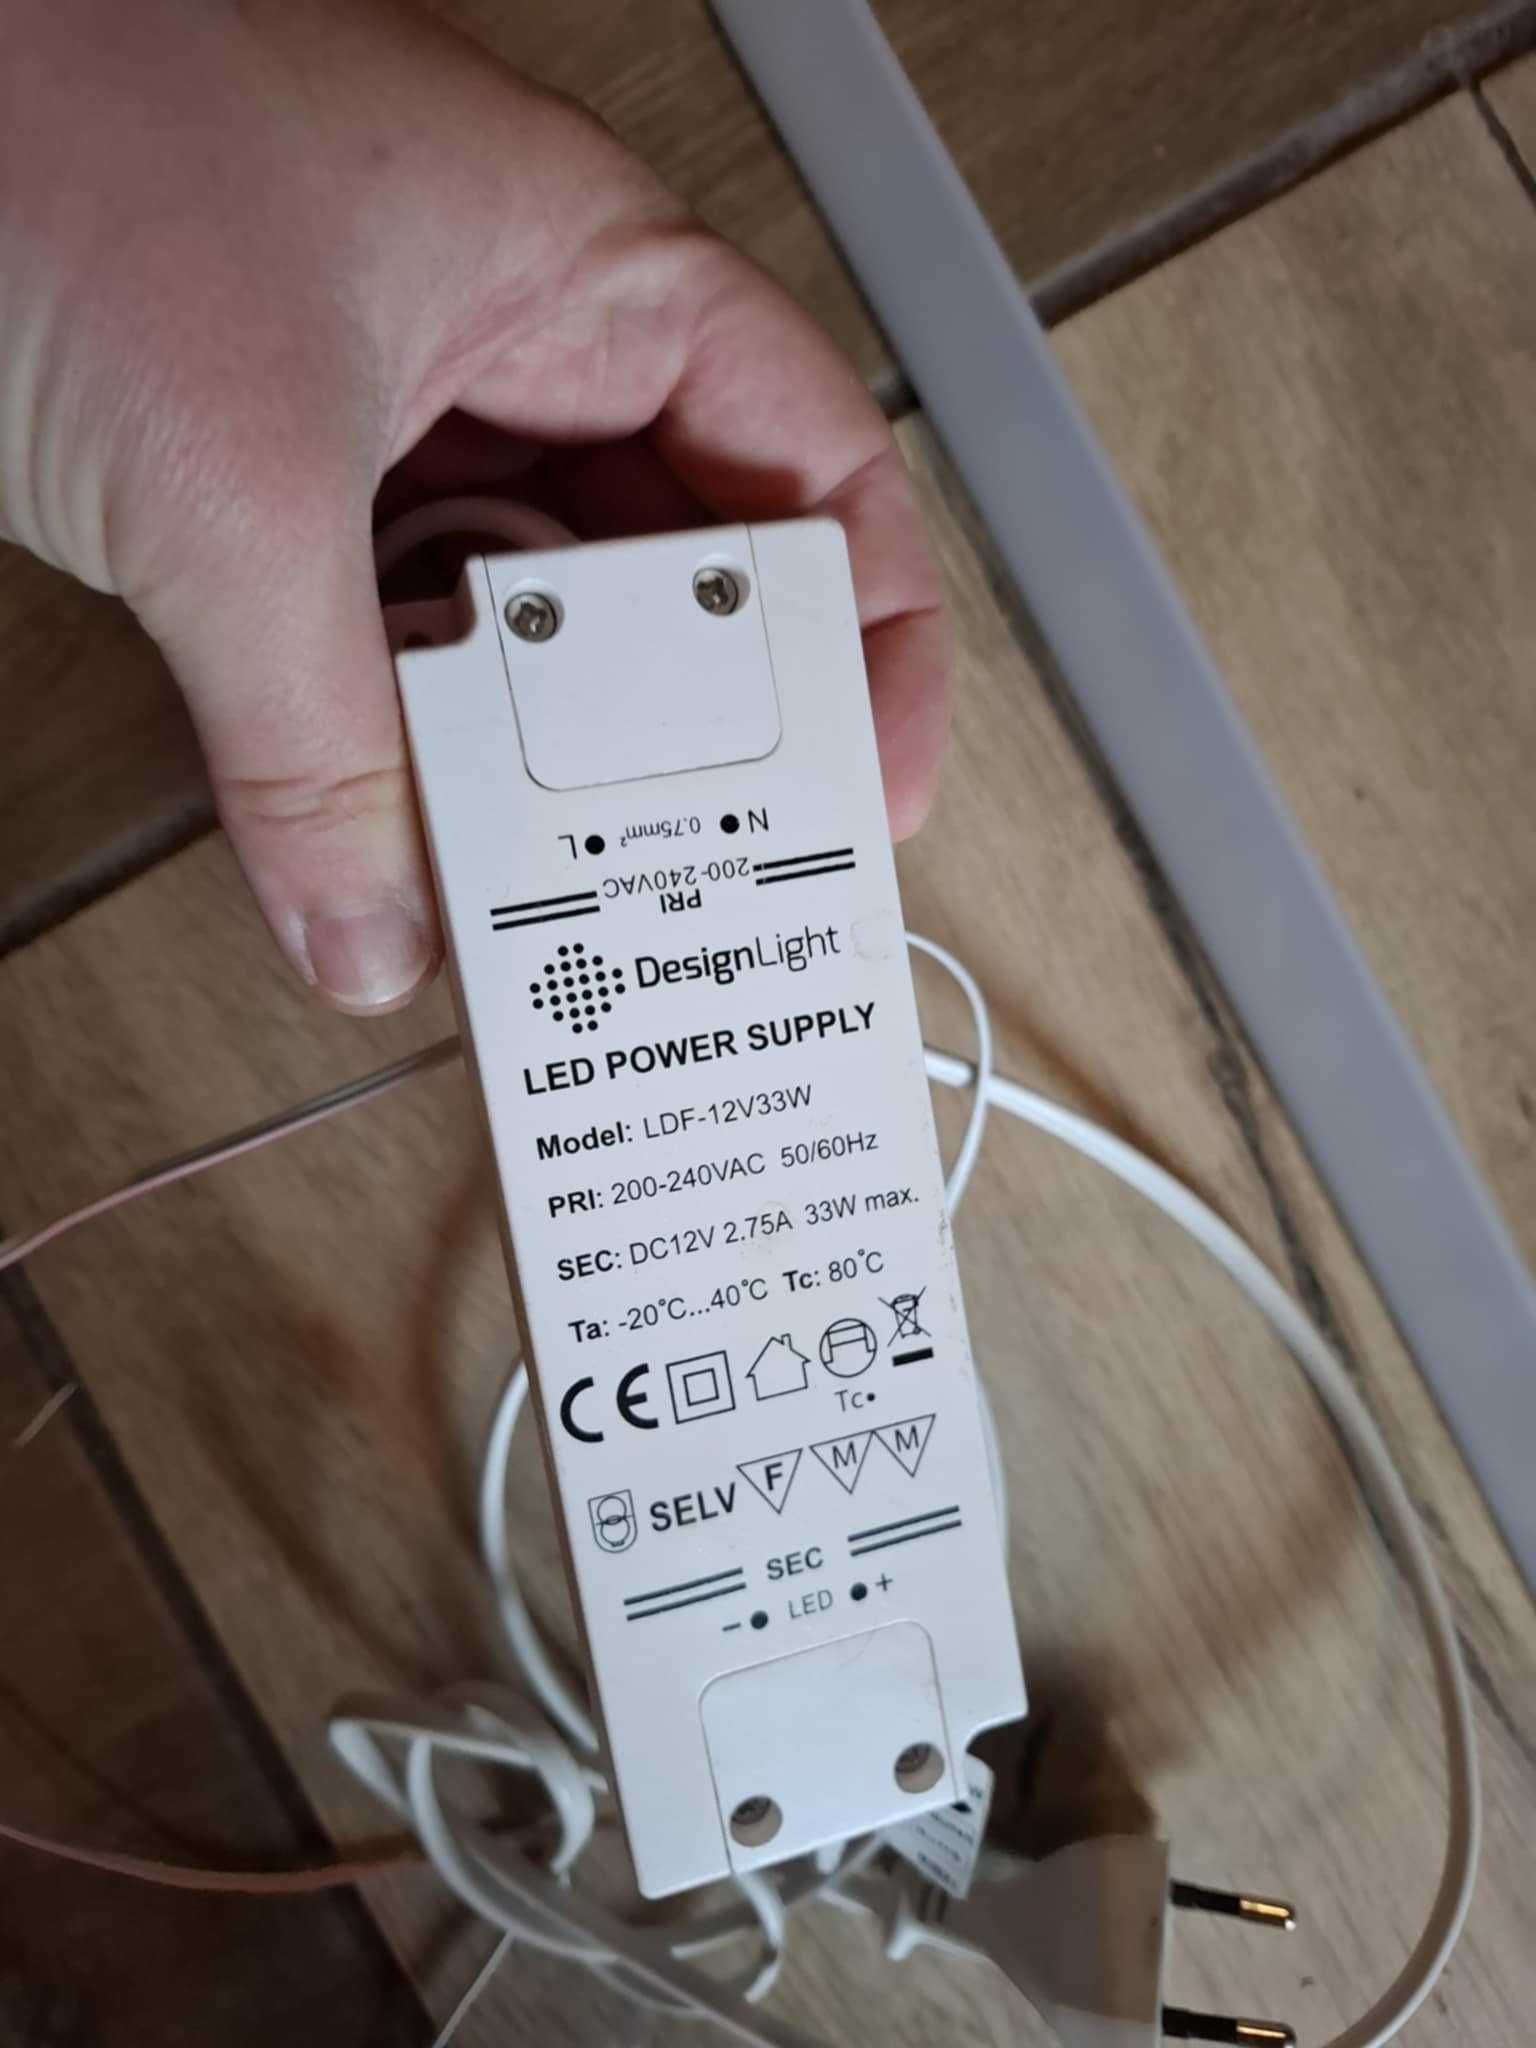 N 0.75mm² L
200-240VAC
PRI
DesignLight
LED POWER SUPPLY
Model: LDF-12V33W
PRI: 200-240VAC 50/60Hz
SEC: DC12V 2.75A 33W max.
Ta: -20°C...40°C Tc: 80°C
CE
Tc
SELV F M M
SEC
- LED +